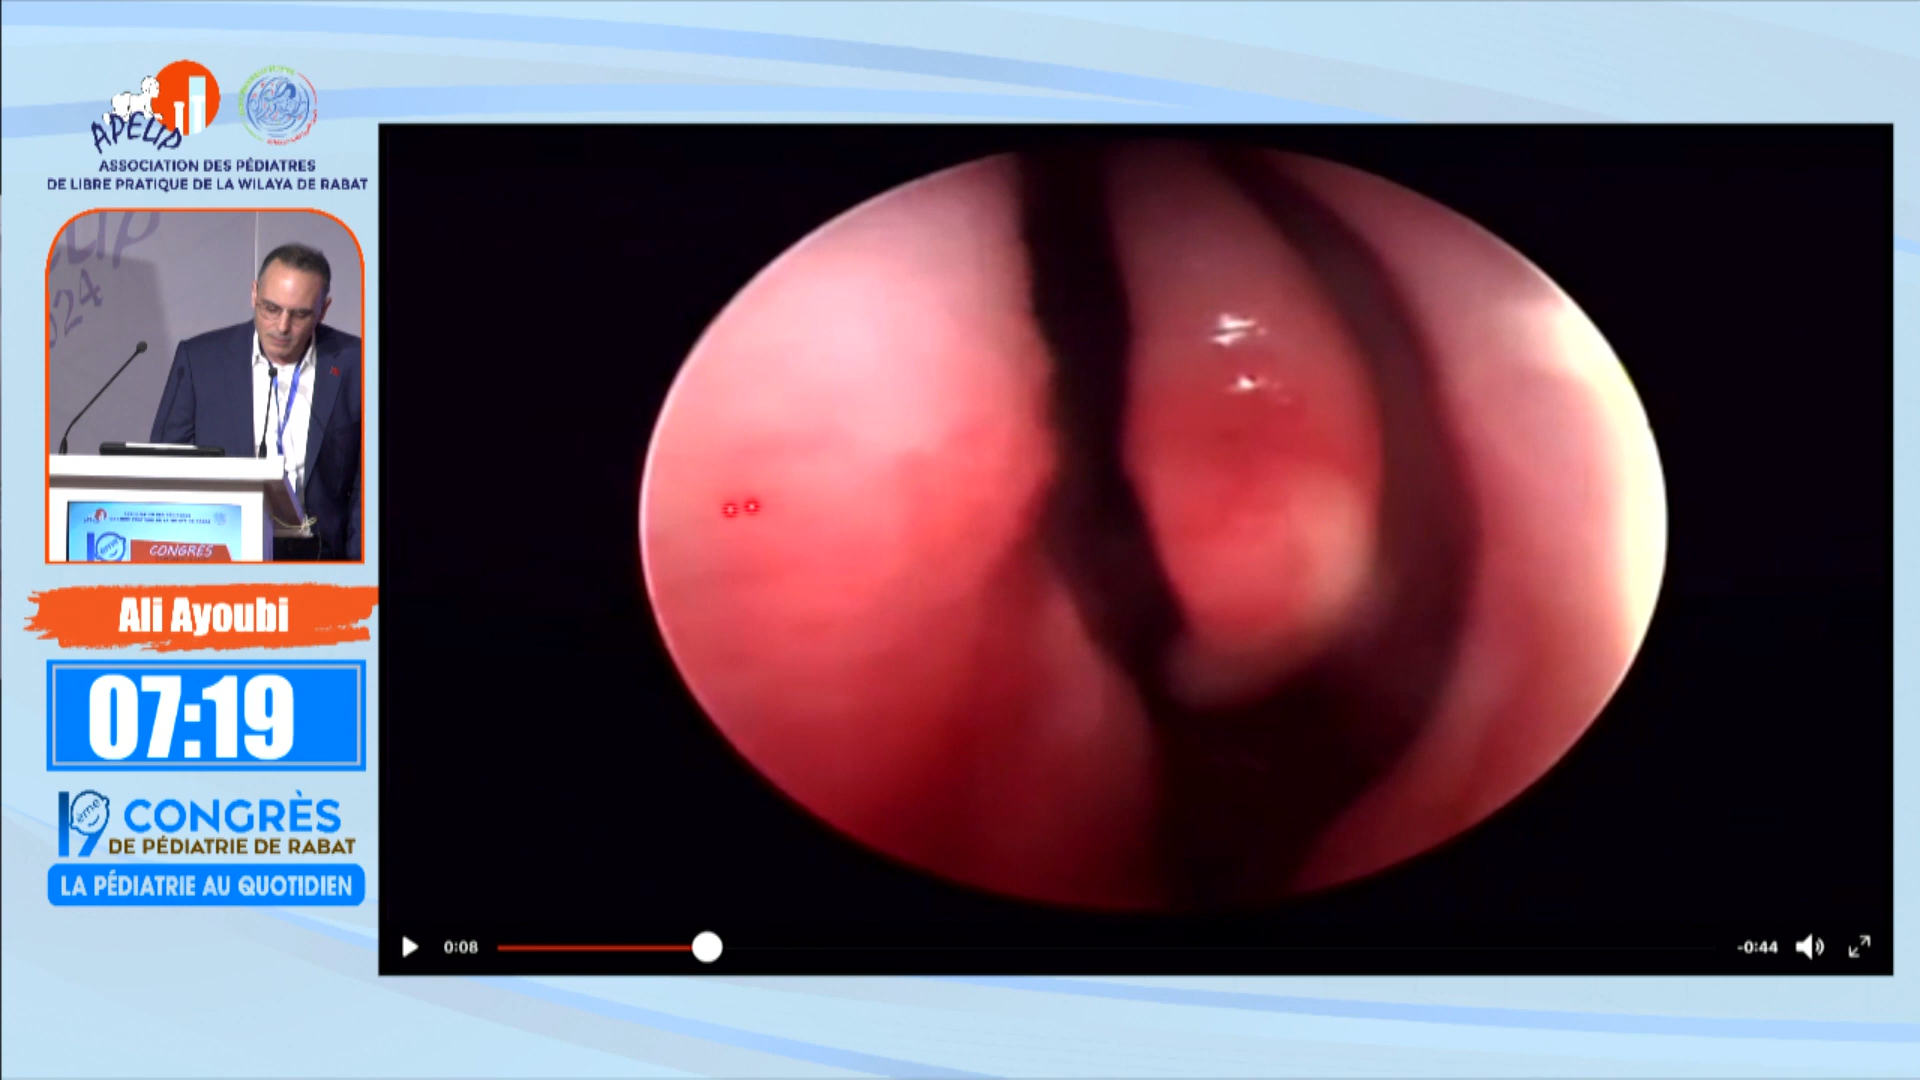 APELIP
ASSOCIATION DES PÉDIATRES
DE LIBRE PRATIQUE DE LA WILAYA DE RABAT
CONGRÈS
Ali Ayoubi
07:19
19ème CONGRÈS
DE PÉDIATRIE DE RABAT
LA PÉDIATRIE AU QUOTIDIEN
0:08
-0:44